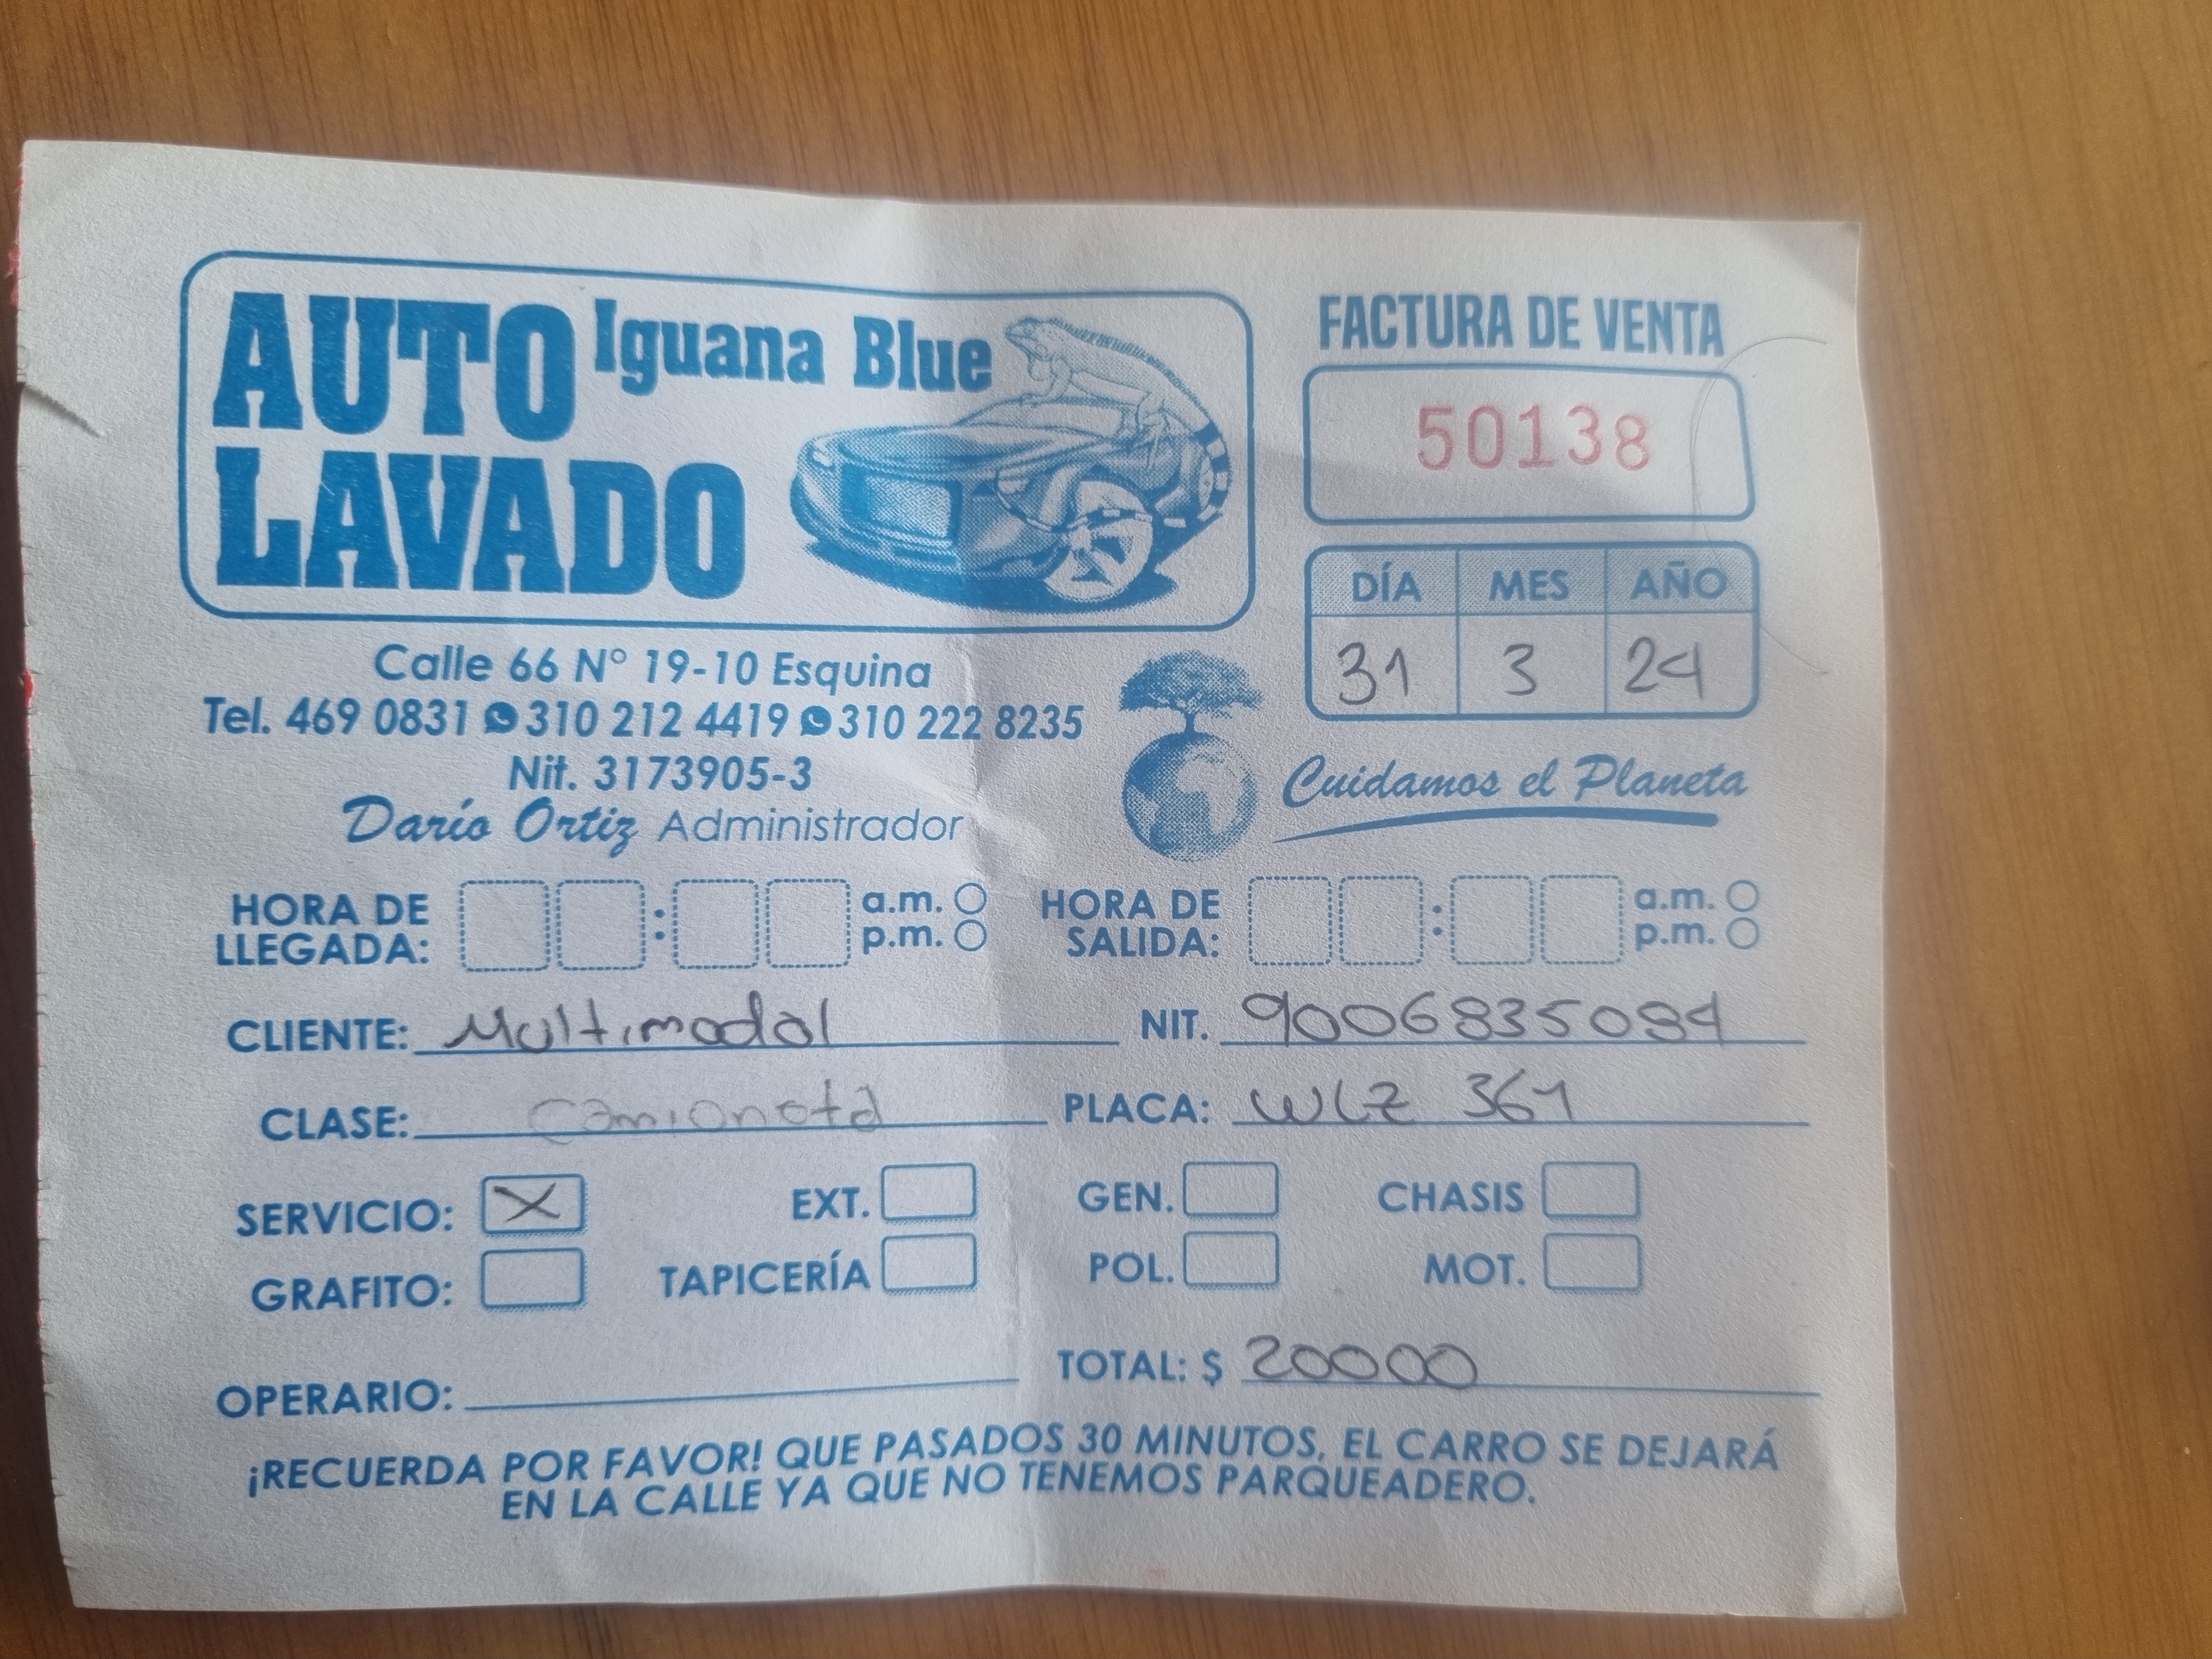 AUTO Iguana Blue
LAVADO
FACTURA DE VENTA
50138
DÍA MES AÑO
31 3 24
Calle 66 N° 19-10 Esquina
Tel. 469 0831 310 212 4419 310 222 8235
Nit. 3173905-3
Darío Ortiz Administrador
Cuidamos el Planeta
HORA DE LLEGADA: : a.m. p.m. HORA DE SALIDA: : a.m. p.m.
CLIENTE: Multimodal NIT. 9006835084
CLASE: Camioneta PLACA: WLZ 361
SERVICIO: X EXT. GEN. CHASIS
GRAFITO: TAPICERÍA POL. MOT.
OPERARIO: TOTAL: $ 20000
¡RECUERDA POR FAVOR! QUE PASADOS 30 MINUTOS, EL CARRO SE DEJARÁ
EN LA CALLE YA QUE NO TENEMOS PARQUEADERO.